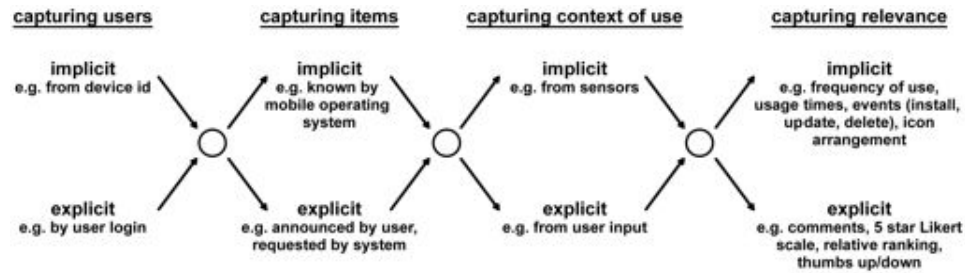 capturing users
capturing items
capturing context of use
capturing relevance
implicit
e.g. from device id
implicit
e.g. known by
mobile operating
system
implicit
e.g. from sensors
implicit
e.g. frequency of use,
usage times, events (install,
update, delete), icon
arrangement
explicit
e.g. by user login
explicit
e.g. announced by user,
requested by system
explicit
e.g. from user input
explicit
e.g. comments, 5 star Likert
scale, relative ranking,
thumbs up/down